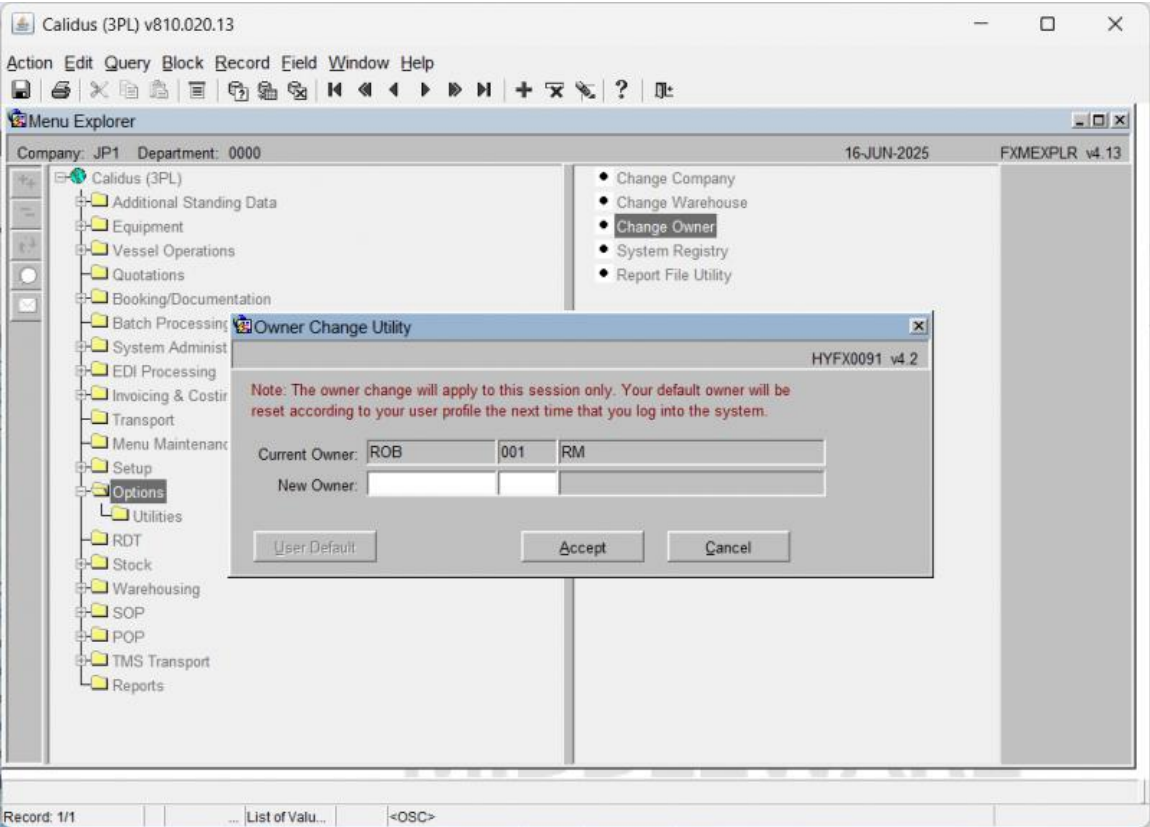 Calidus (3PL) v810.020.13
Action Edit Query Block Record Field Window Help
Menu Explorer
Company: JP1 Department: 0000 16-JUN-2025 FXMEXPLR v4.13
Calidus (3PL)
Additional Standing Data
Equipment
Vessel Operations
Quotations
Booking/Documentation
Batch Processing
System Administ
EDI Processing
Invoicing & Costin
Transport
Menu Maintenanc
Setup
Options
Utilities
RDT
Stock
Warehousing
SOP
POP
TMS Transport
Reports
Change Company
Change Warehouse
Change Owner
System Registry
Report File Utility
Owner Change Utility
HYFX0091 v4.2
Note: The owner change will apply to this session only. Your default owner will be
reset according to your user profile the next time that you log into the system.
Current Owner: ROB 001 RM
New Owner:
User Default Accept Cancel
Record: 1/1 ... List of Valu... <OSC>